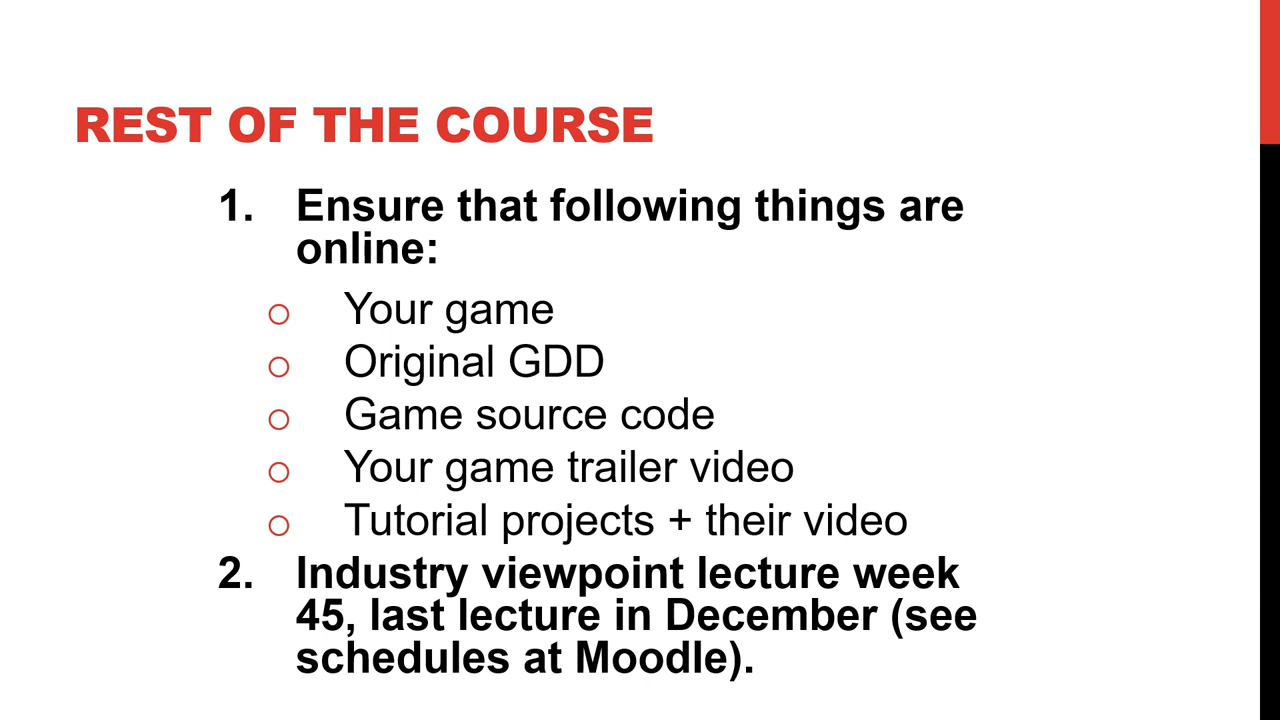 REST OF THE COURSE
1. Ensure that following things are
online:
o Your game
o Original GDD
o Game source code
o Your game trailer video
o Tutorial projects + their video
2. Industry viewpoint lecture week
45, last lecture in December (see
schedules at Moodle).